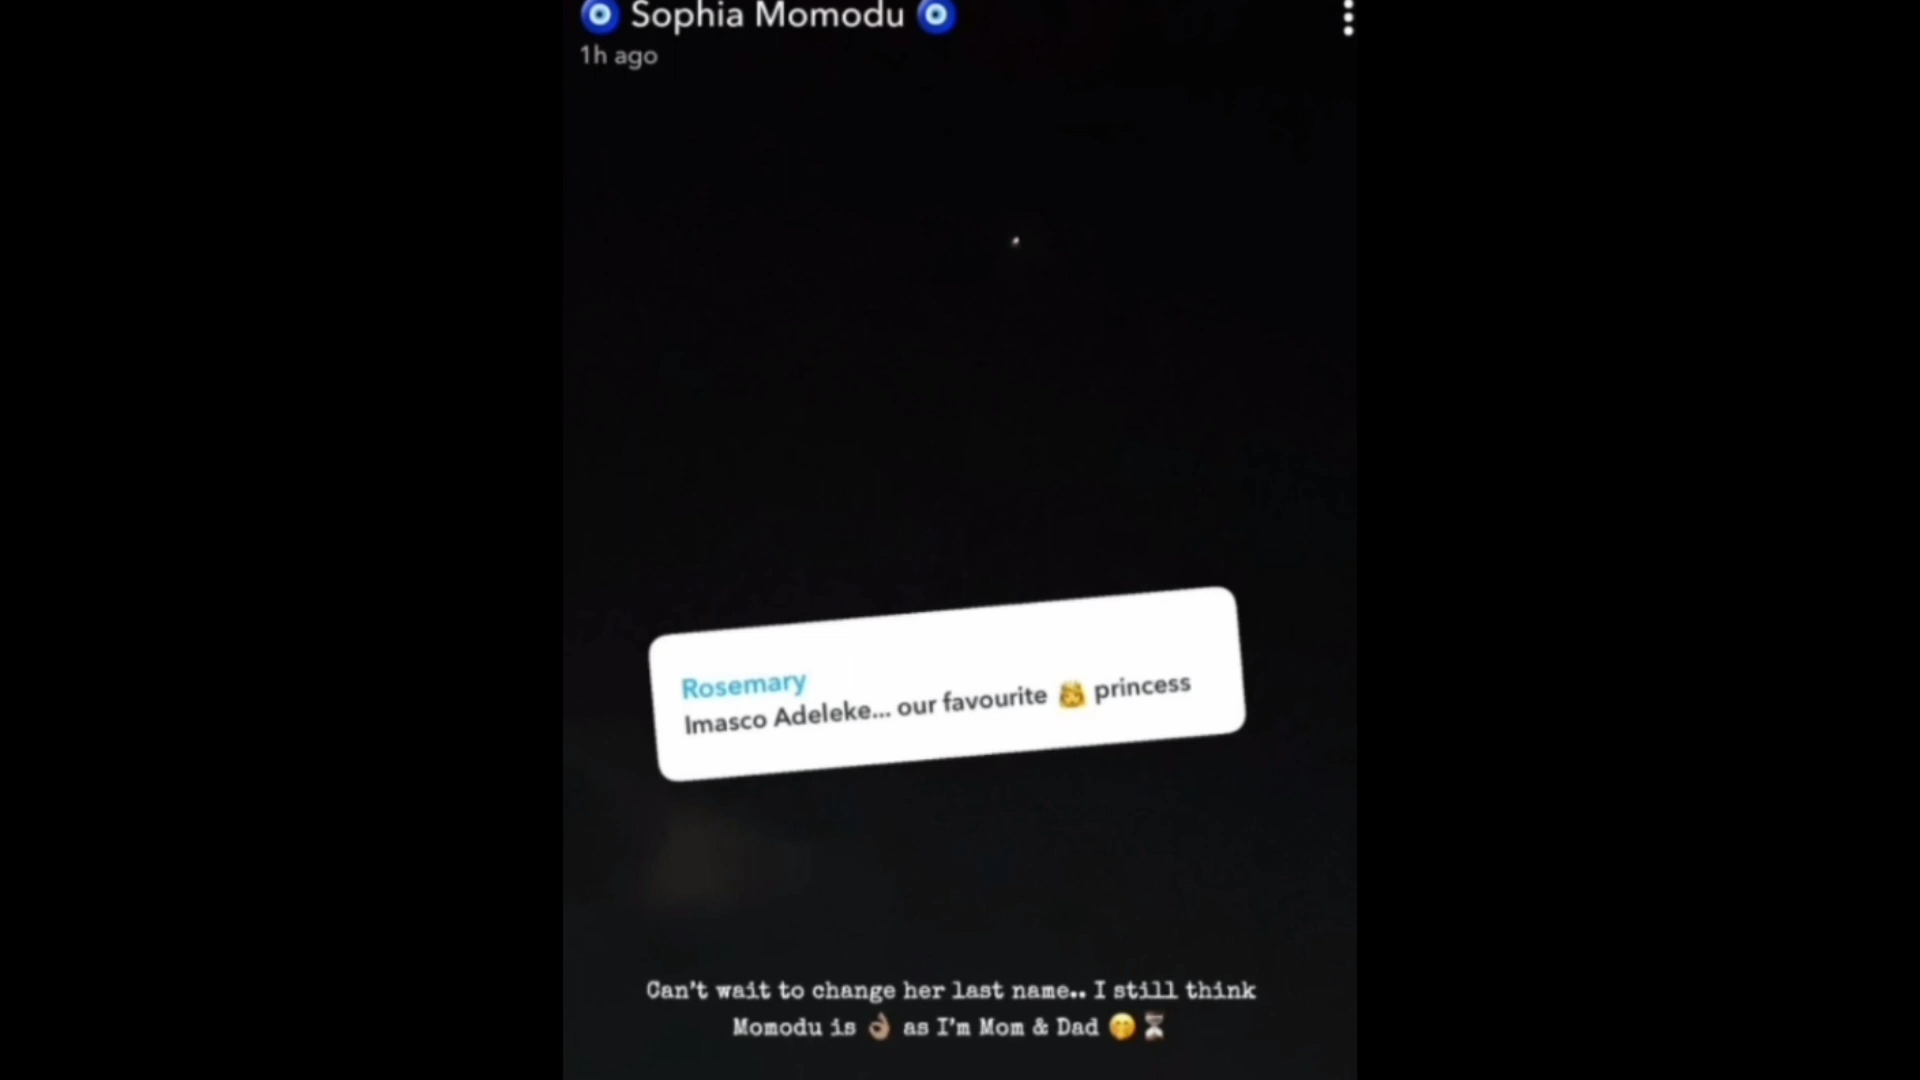 🧿 Sophia Momodu 🧿
1h ago
Rosemary
Imasco Adeleke... our favourite 👸 princess
Can't wait to change her last name.. I still think
Momodu is 👌🏽 as I'm Mom & Dad 🤭⏳